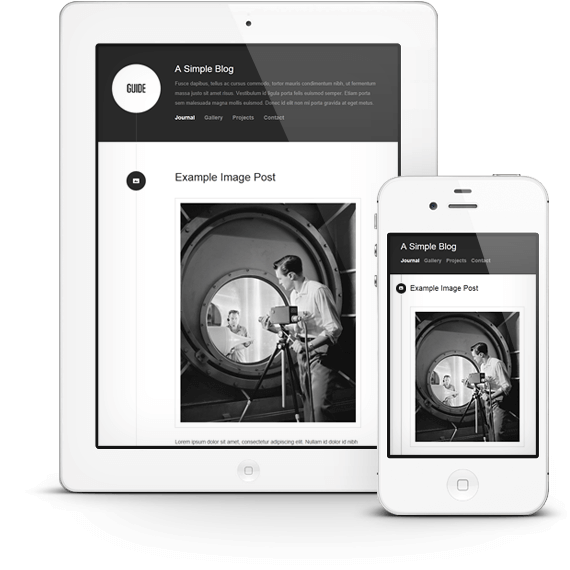 GUIDE
A Simple Blog
Fusce dapibus, tellus ac cursus commodo, tortor mauris condimentum nibh, ut fermentum
massa justo sit amet risus. Vestibulum id ligula porta felis euismod semper. Etiam porta
sem malesuada magna mollis euismod. Donec id elit non mi porta gravida at eget metus.
Journal Gallery Projects Contact
Example Image Post
Lorem ipsum dolor sit amet, consectetur adipiscing elit. Nullam id dolor id nibh
A Simple Blog
Journal Gallery Projects Contact
Example Image Post